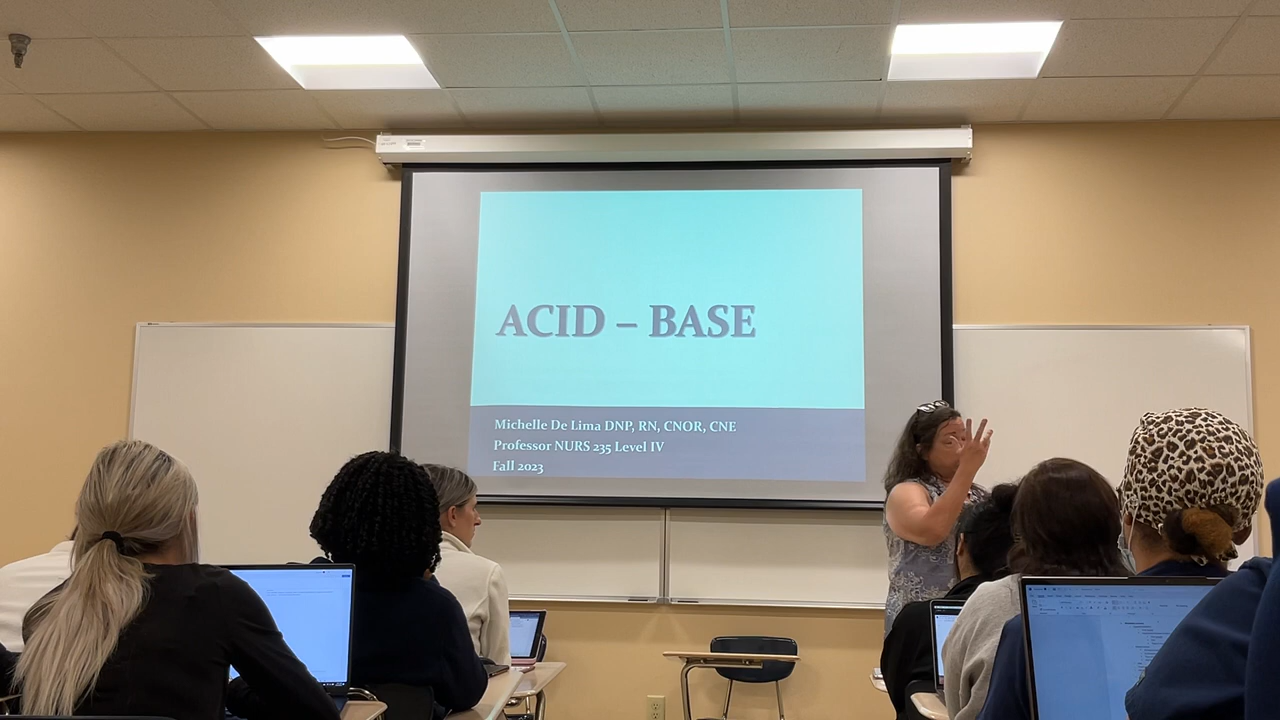 ACID – BASE
Michelle De Lima DNP, RN, CNOR, CNE
Professor NURS 235 Level IV
Fall 2023